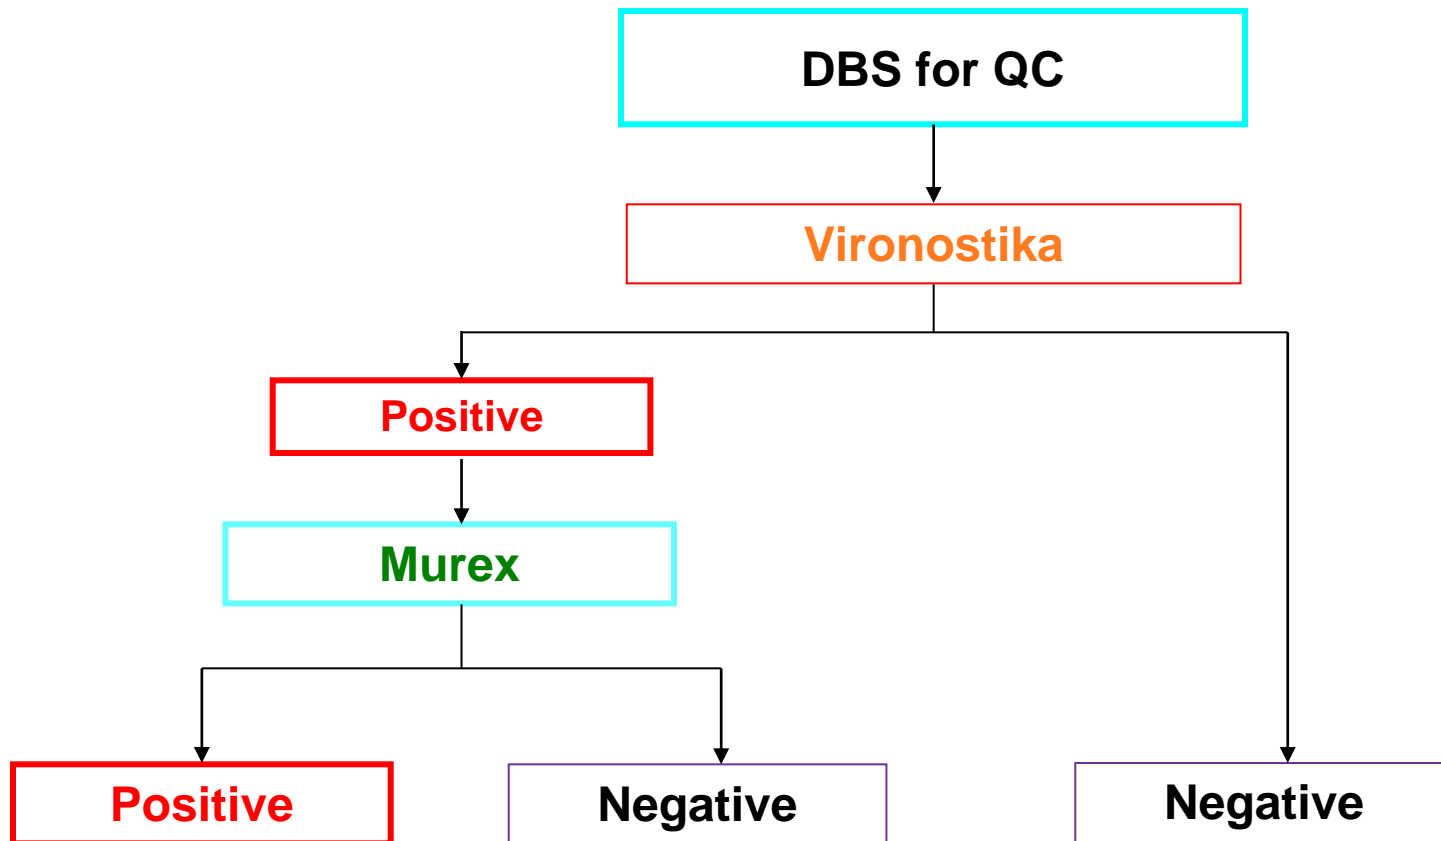 DBS for QC
Vironostika
Positive
Murex
Positive
Negative
Negative